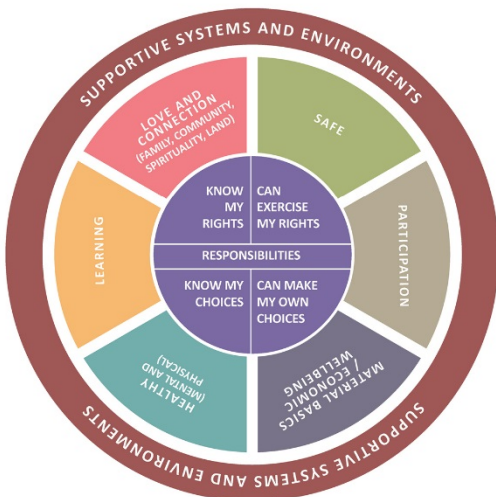 SUPPORTIVE SYSTEMS AND ENVIRONMENTS
LOVE AND
CONNECTION
(FAMILY, COMMUNITY,
SPIRITUALITY, LAND)
SAFE
LEARNING
KNOW
MY
RIGHTS
CAN
EXERCISE
MY RIGHTS
RESPONSIBILITIES
KNOW MY
CHOICES
CAN MAKE
MY OWN
CHOICES
PARTICIPATION
HEALTHY
(MENTAL AND
PHYSICAL)
MATERIAL BASICS
/ ECONOMIC
WELLBEING
SUPPORTIVE SYSTEMS AND ENVIRONMENTS